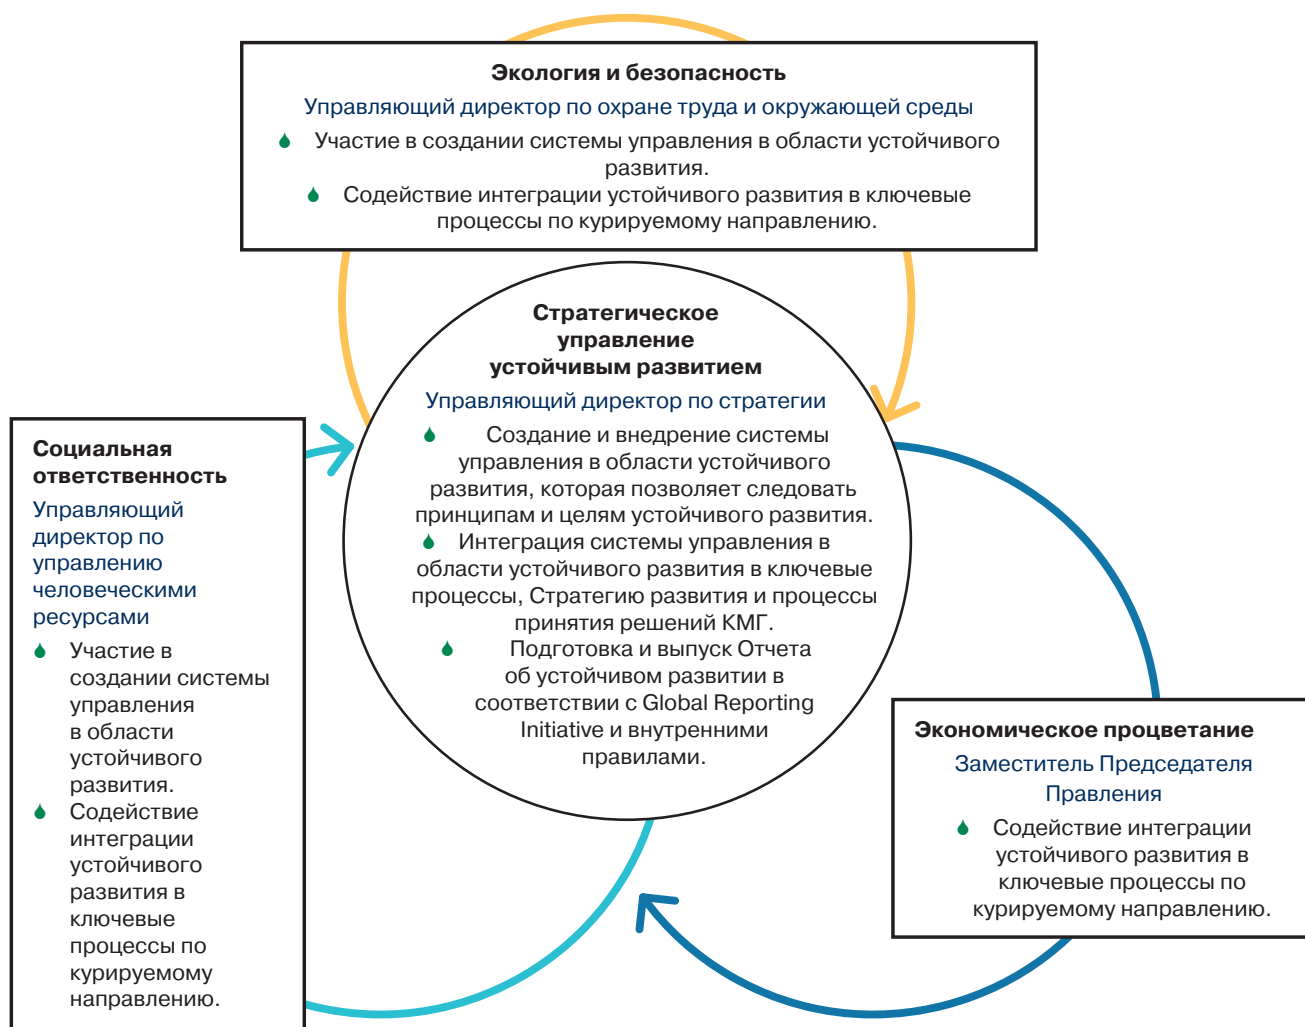 Экология и безопасность
Управляющий директор по охране труда и окружающей среды
Участие в создании системы управления в области устойчивого
развития.
Содействие интеграции устойчивого развития в ключевые
процессы по курируемому направлению.
Стратегическое
управление
устойчивым развитием
Управляющий директор по стратегии
Создание и внедрение системы
управления в области устойчивого
развития, которая позволяет следовать
принципам и целям устойчивого развития.
Интеграция системы управления в
области устойчивого развития в ключевые
процессы, Стратегию развития и процессы
принятия решений КМГ.
Подготовка и выпуск Отчета
об устойчивом развитии в
соответствии с Global Reporting
Initiative и внутренними
правилами.
Социальная
ответственность
Управляющий
директор по
управлению
человеческими
ресурсами
Участие в
создании системы
управления
в области
устойчивого
развития.
Содействие
интеграции
устойчивого
развития в
ключевые
процессы по
курируемому
направлению.
Экономическое процветание
Заместитель Председателя
Правления
Содействие интеграции
устойчивого развития в
ключевые процессы по
курируемому направлению.